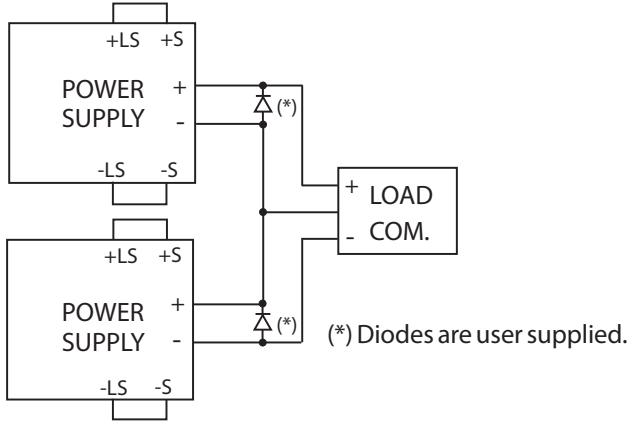 +LS +S
POWER +
SUPPLY -
(*)
-LS -S
+ LOAD
- COM.
+LS +S
POWER +
SUPPLY -
(*)
-LS -S
(*) Diodes are user supplied.